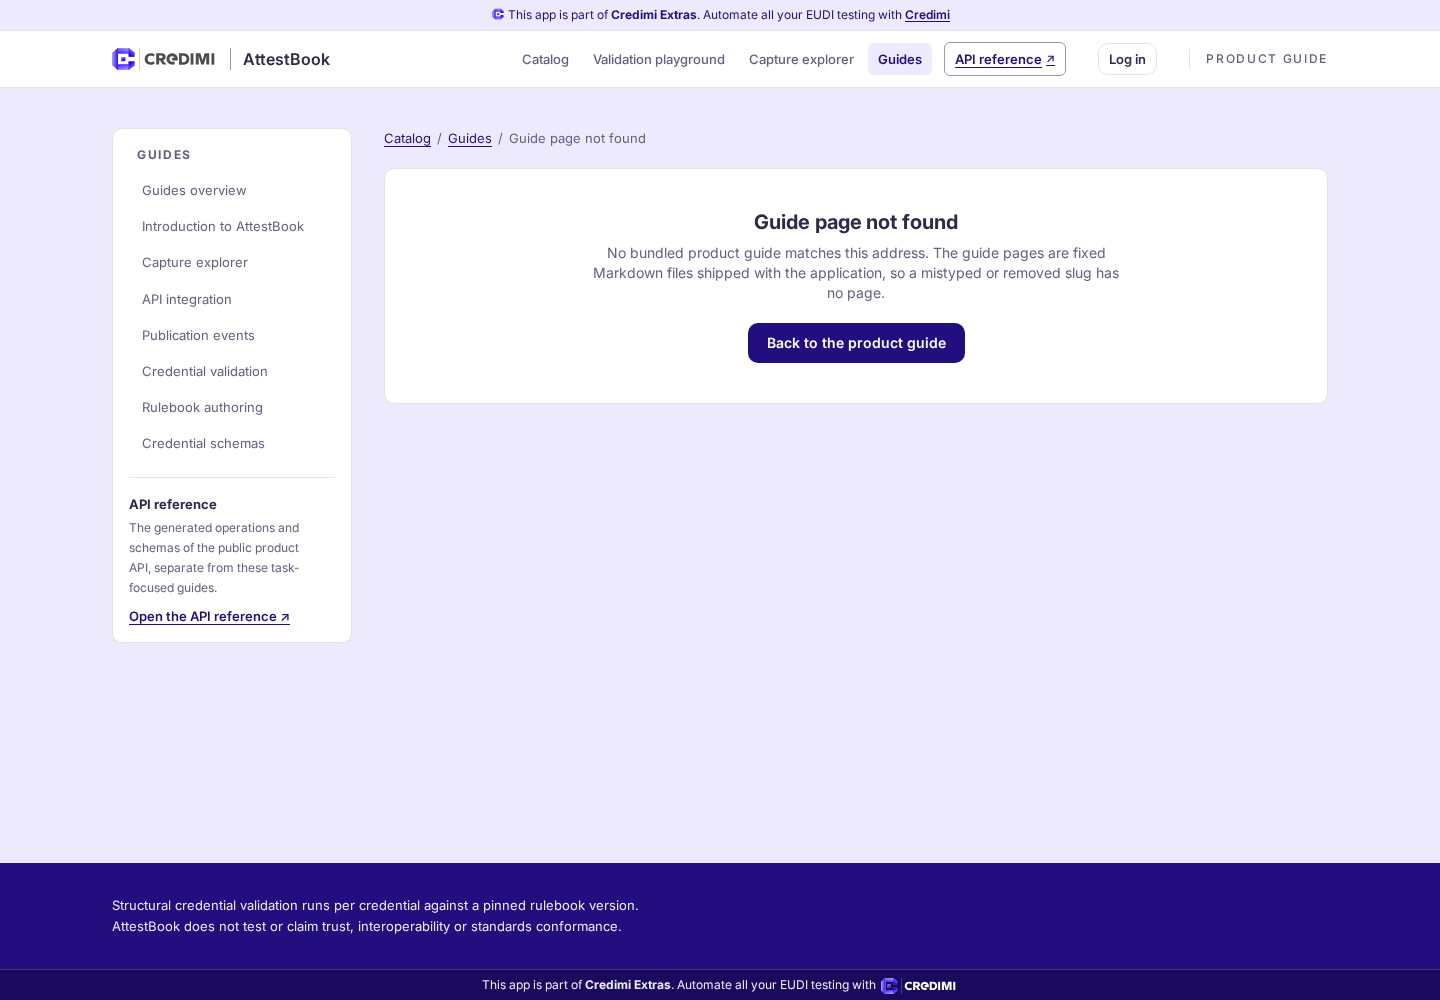 This app is part of Credimi Extras. Automate all your EUDI testing with Credimi
CREDIMI
AttestBook
Catalog
Validation playground
Capture explorer
Guides
API reference ↗
Log in
PRODUCT GUIDE
GUIDES
Guides overview
Introduction to AttestBook
Capture explorer
API integration
Publication events
Credential validation
Rulebook authoring
Credential schemas
API reference
The generated operations and
schemas of the public product
API, separate from these task-
focused guides.
Open the API reference ↗
Catalog / Guides / Guide page not found
Guide page not found
No bundled product guide matches this address. The guide pages are fixed
Markdown files shipped with the application, so a mistyped or removed slug has
no page.
Back to the product guide
Structural credential validation runs per credential against a pinned rulebook version.
AttestBook does not test or claim trust, interoperability or standards conformance.
This app is part of Credimi Extras. Automate all your EUDI testing with CREDIMI